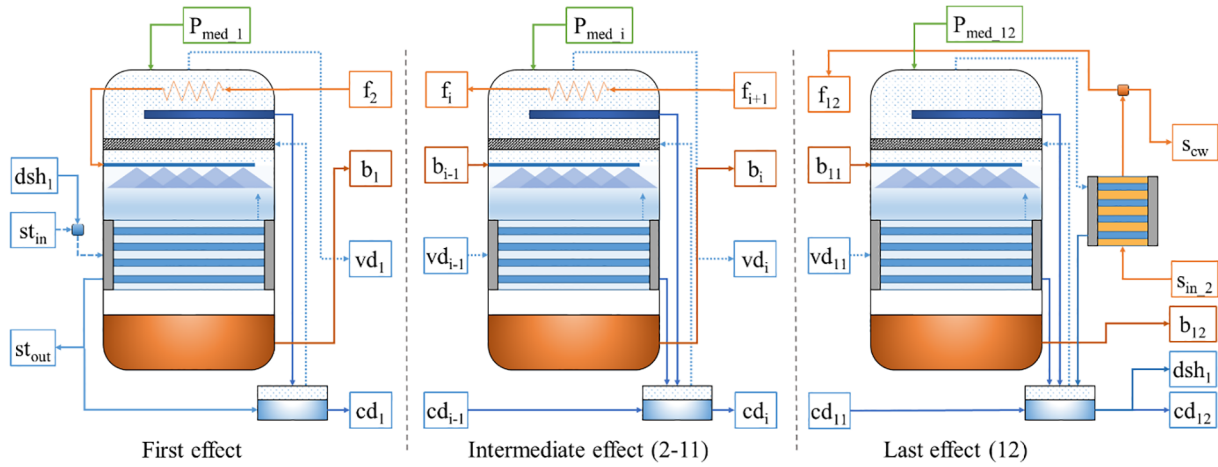 P_med_1
f_2
dsh_1
st_in
b_1
vd_1
st_out
cd_1
First effect
P_med_i
f_i
f_i+1
b_i-1
b_i
vd_i-1
vd_i
cd_i-1
cd_i
Intermediate effect (2-11)
P_med_12
f_12
s_cw
b_11
vd_11
s_in_2
b_12
dsh_1
cd_11
cd_12
Last effect (12)